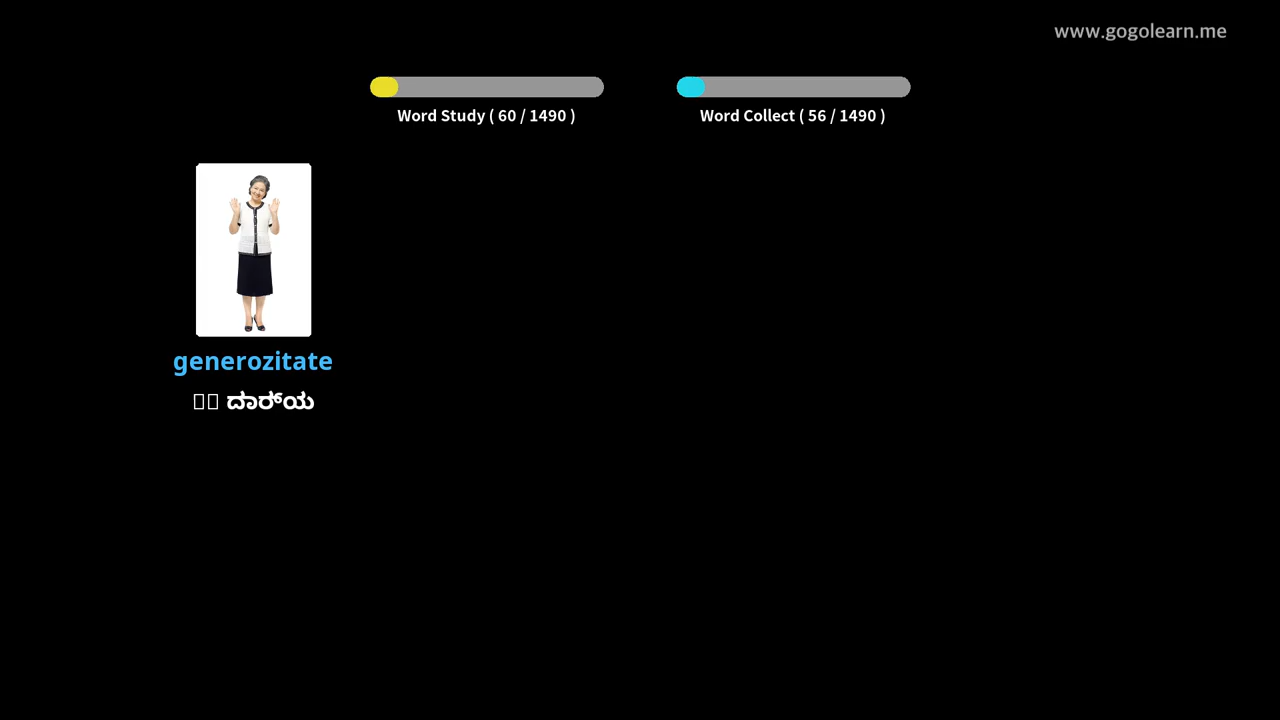 www.gogolearn.me
Word Study ( 60 / 1490 )
Word Collect ( 56 / 1490 )
generozitate
ದಾರ್‍ಯ